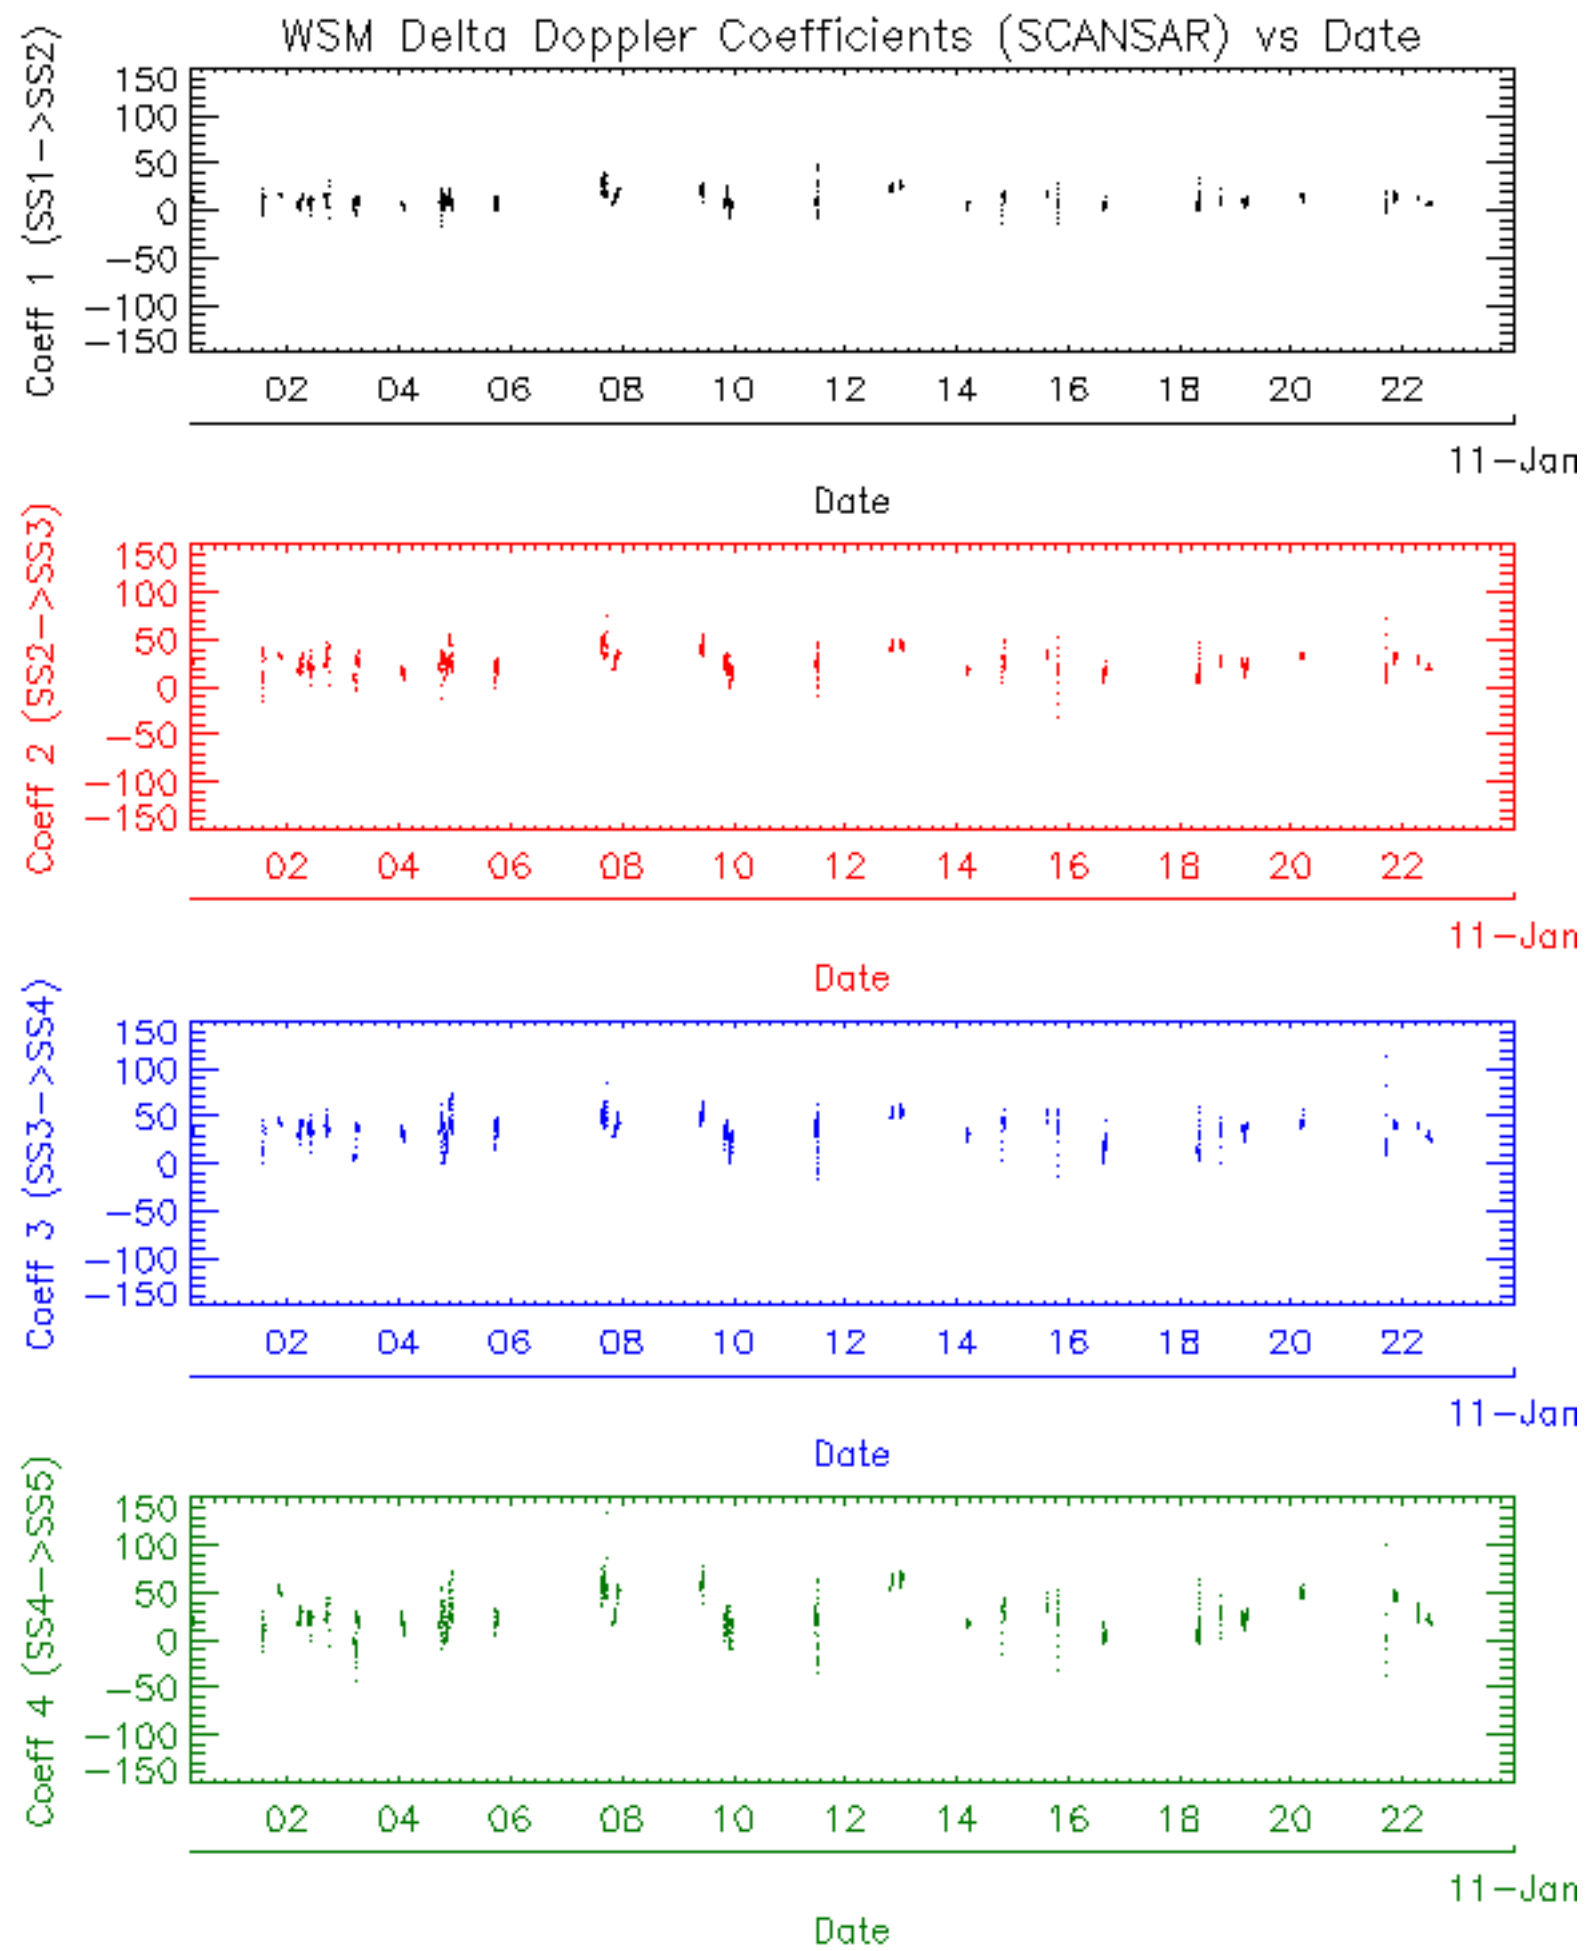 WSM Delta Doppler Coefficients (SCANSAR) vs Date
Coeff 1 (SS1->SS2)
150
100
50
0
-50
-100
-150
02 04 06 08 10 12 14 16 18 20 22
11-Jan
Date
Coeff 2 (SS2->SS3)
150
100
50
0
-50
-100
-150
02 04 06 08 10 12 14 16 18 20 22
11-Jan
Date
Coeff 3 (SS3->SS4)
150
100
50
0
-50
-100
-150
02 04 06 08 10 12 14 16 18 20 22
11-Jan
Date
Coeff 4 (SS4->SS5)
150
100
50
0
-50
-100
-150
02 04 06 08 10 12 14 16 18 20 22
11-Jan
Date